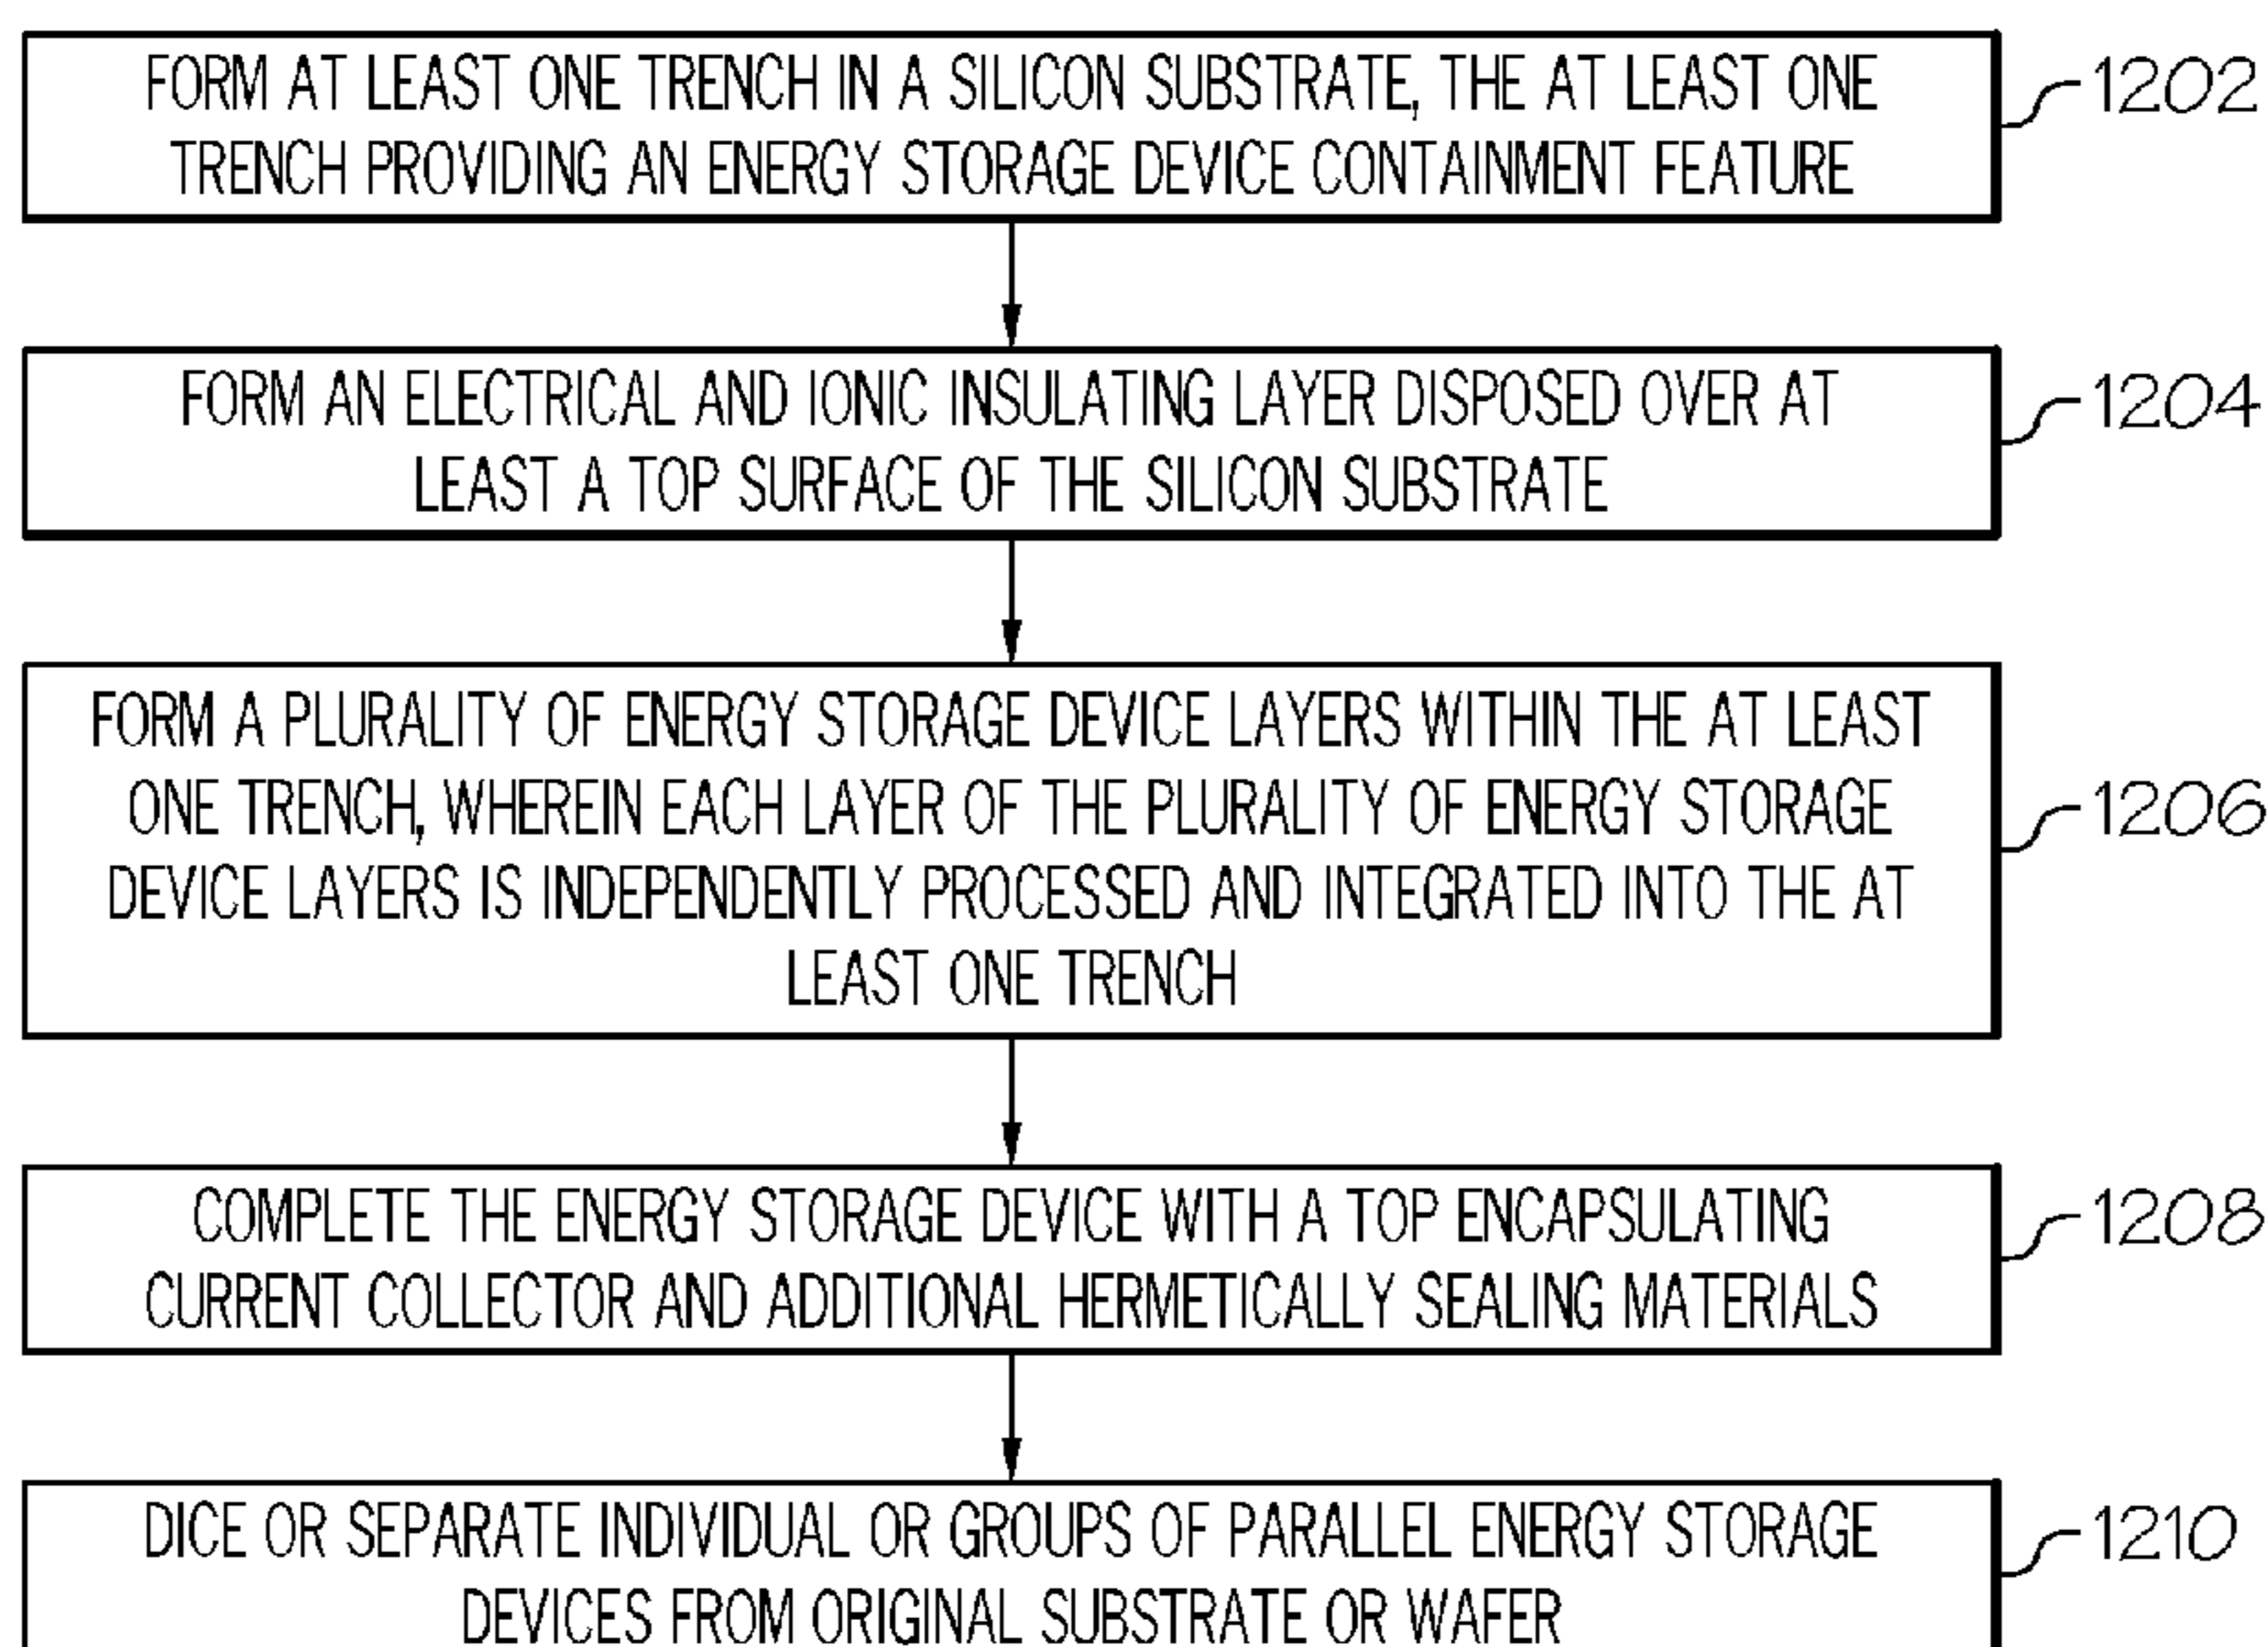 FORM AT LEAST ONE TRENCH IN A SILICON SUBSTRATE, THE AT LEAST ONE
TRENCH PROVIDING AN ENERGY STORAGE DEVICE CONTAINMENT FEATURE
1202
FORM AN ELECTRICAL AND IONIC INSULATING LAYER DISPOSED OVER AT
LEAST A TOP SURFACE OF THE SILICON SUBSTRATE
1204
FORM A PLURALITY OF ENERGY STORAGE DEVICE LAYERS WITHIN THE AT LEAST
ONE TRENCH, WHEREIN EACH LAYER OF THE PLURALITY OF ENERGY STORAGE
DEVICE LAYERS IS INDEPENDENTLY PROCESSED AND INTEGRATED INTO THE AT
LEAST ONE TRENCH
1206
COMPLETE THE ENERGY STORAGE DEVICE WITH A TOP ENCAPSULATING
CURRENT COLLECTOR AND ADDITIONAL HERMETICALLY SEALING MATERIALS
1208
DICE OR SEPARATE INDIVIDUAL OR GROUPS OF PARALLEL ENERGY STORAGE
DEVICES FROM ORIGINAL SUBSTRATE OR WAFER
1210